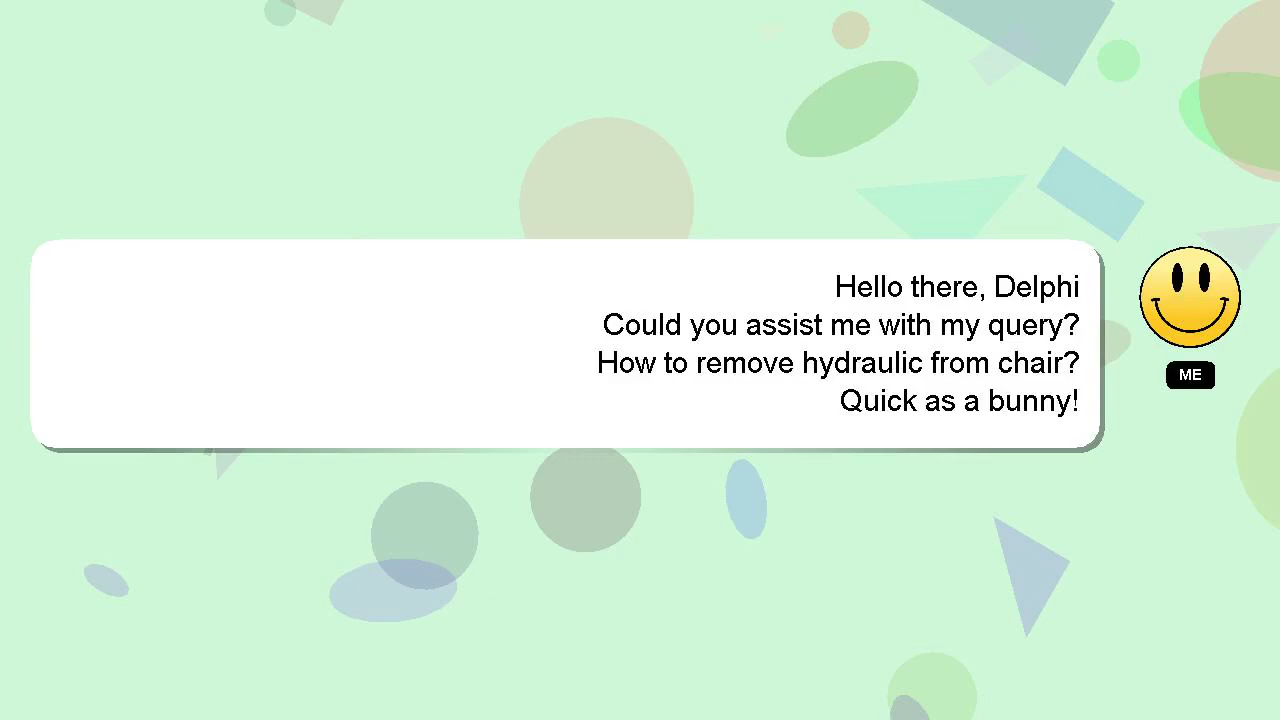 Hello there, Delphi
Could you assist me with my query?
How to remove hydraulic from chair?
Quick as a bunny!
ME